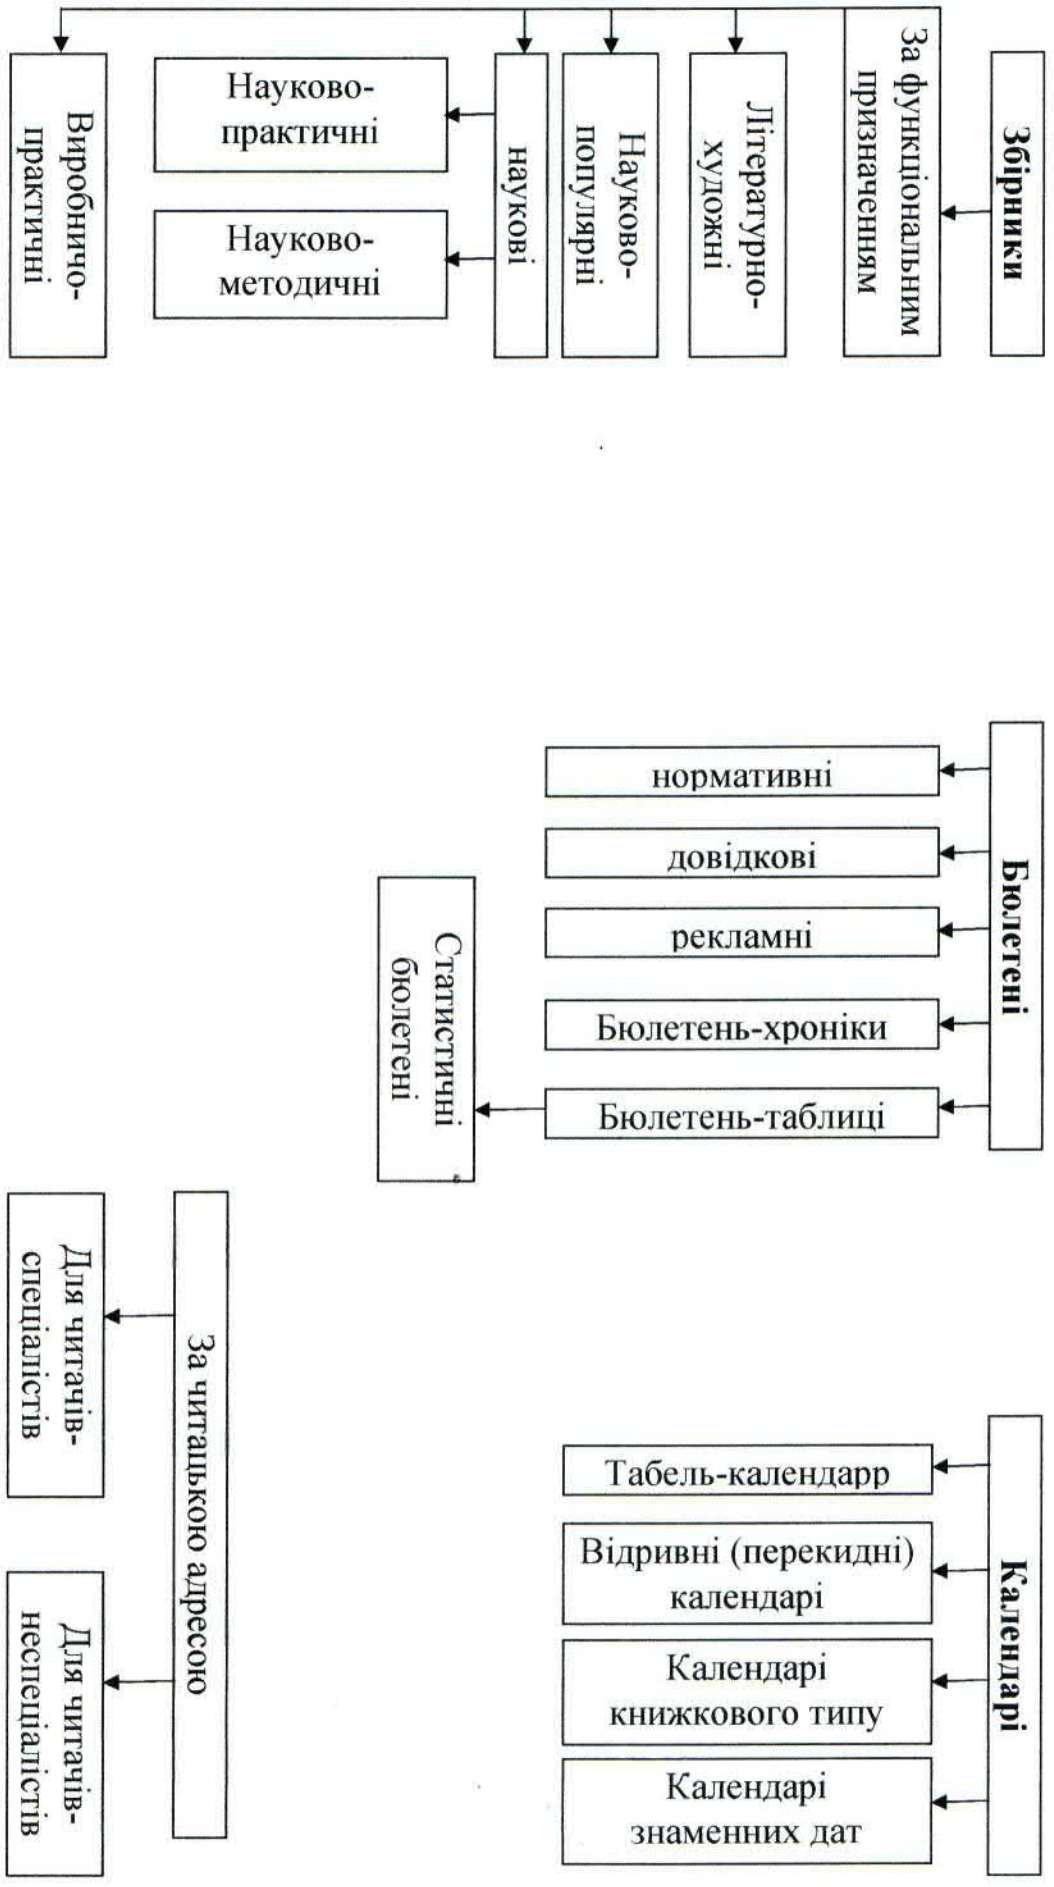 Збірники
За функціональним
призначенням
Літературно-
художні
Науково-
популярні
наукові
Науково-
практичні
Науково-
методичні
Виробничо-
практичні
Бюлетені
нормативні
довідкові
рекламні
Бюлетень-хроніки
Бюлетень-таблиці
Статистичні
бюлетені
Календарі
Табель-календарр
Відривні (перекидні)
календарі
Календарі
книжкового типу
Календарі
знаменних дат
За читацькою адресою
Для читачів-
спеціалістів
Для читачів-
неспеціалістів